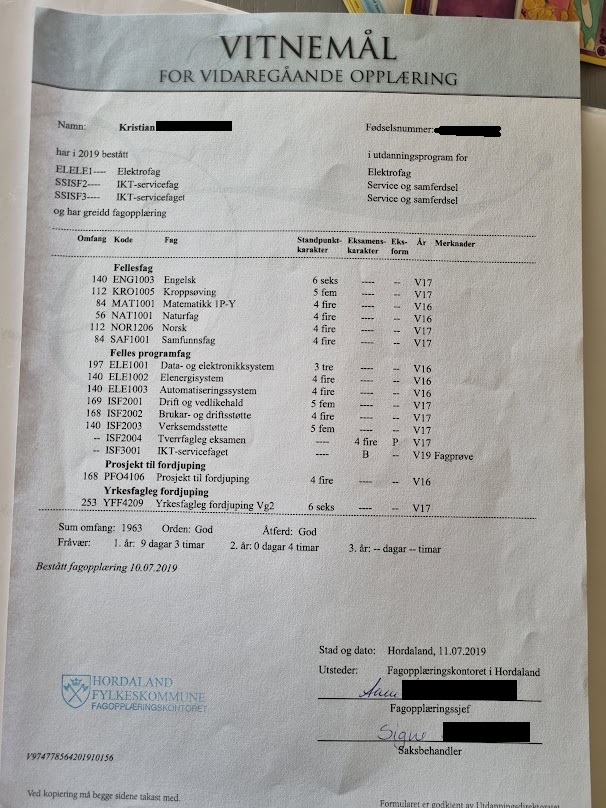 VITNEMÅL
FOR VIDAREGÅANDE OPPLÆRING
Namn: Kristian
Fødselsnummer:
har i 2019 bestått i utdanningsprogram for
ELELE1---- Elektrofag Elektrofag
SSISF2---- IKT-servicefag Service og samferdsel
SSISF3---- IKT-servicefaget Service og samferdsel
og har greidd fagopplæring
Omfang Kode Fag Standpunkt-karakter Eksamens-karakter Eks-form År Merknader
Fellesfag
140 ENG1003 Engelsk 6 seks ---- -- V17
112 KRO1005 Kroppsøving 5 fem ---- -- V17
84 MAT1001 Matematikk 1P-Y 4 fire ---- -- V16
56 NAT1001 Naturfag 4 fire ---- -- V16
112 NOR1206 Norsk 4 fire ---- -- V17
84 SAF1001 Samfunnsfag 4 fire ---- -- V17
Felles programfag
197 ELE1001 Data- og elektronikksystem 3 tre ---- -- V16
140 ELE1002 Elenergisystem 4 fire ---- -- V16
140 ELE1003 Automatiseringssystem 4 fire ---- -- V16
169 ISF2001 Drift og vedlikehald 5 fem ---- -- V17
168 ISF2002 Brukar- og driftsstøtte 4 fire ---- -- V17
140 ISF2003 Verksemdsstøtte 5 fem ---- -- V17
-- ISF2004 Tverrfagleg eksamen ---- 4 fire P V17
-- ISF3001 IKT-servicefaget B -- V19 Fagprøve
Prosjekt til fordjuping
168 PFO4106 Prosjekt til fordjuping 4 fire ---- -- V16
Yrkesfagleg fordjuping
253 YFF4209 Yrkesfagleg fordjuping Vg2 6 seks ---- -- V17
Sum omfang: 1963 Orden: God Åtferd: God
Fråvær: 1. år: 9 dagar 3 timar 2. år: 0 dagar 4 timar 3. år: -- dagar -- timar
Bestått fagopplæring 10.07.2019
Stad og dato: Hordaland, 11.07.2019
Utsteder: Fagopplæringskontoret i Hordaland
Fagopplæringssjef
Signe
Saksbehandler
HORDALAND
FYLKESKOMMUNE
FAGOPPLÆRINGSKONTORET
V974778564201910156
Ved kopiering må begge sidene takast med.
Formularet er godkjent av Utdanningsdirektoratet